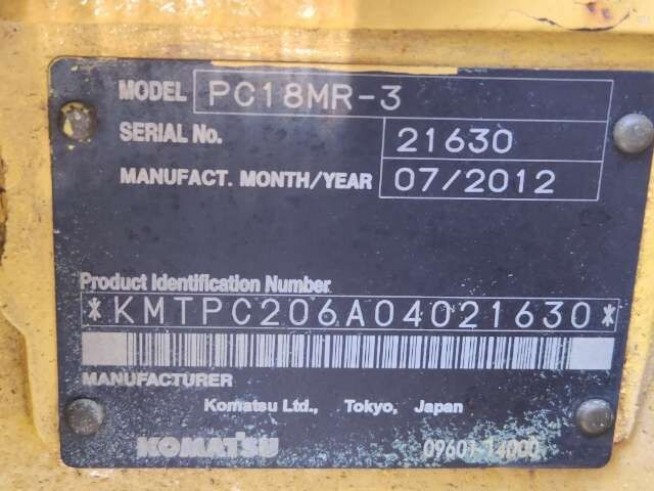 MODEL PC18MR-3
SERIAL No. 21630
MANUFACT. MONTH/YEAR 07/2012
Product Identification Number
*KMTPC206A04021630*
MANUFACTURER
Komatsu Ltd., Tokyo, Japan
KOMATSU 09601-14000